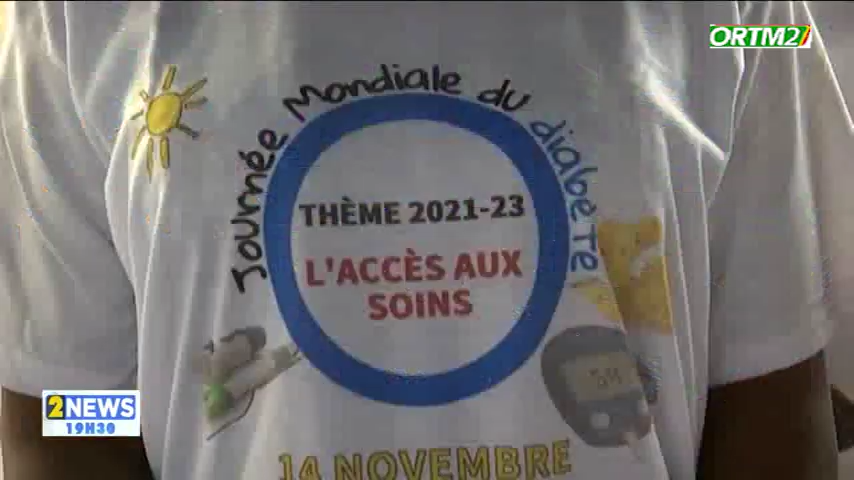 ORTM2
Journée Mondiale du diabète!
THÈME 2021-23
L'ACCÈS AUX
SOINS
14 NOVEMBRE
2NEWS
19H30